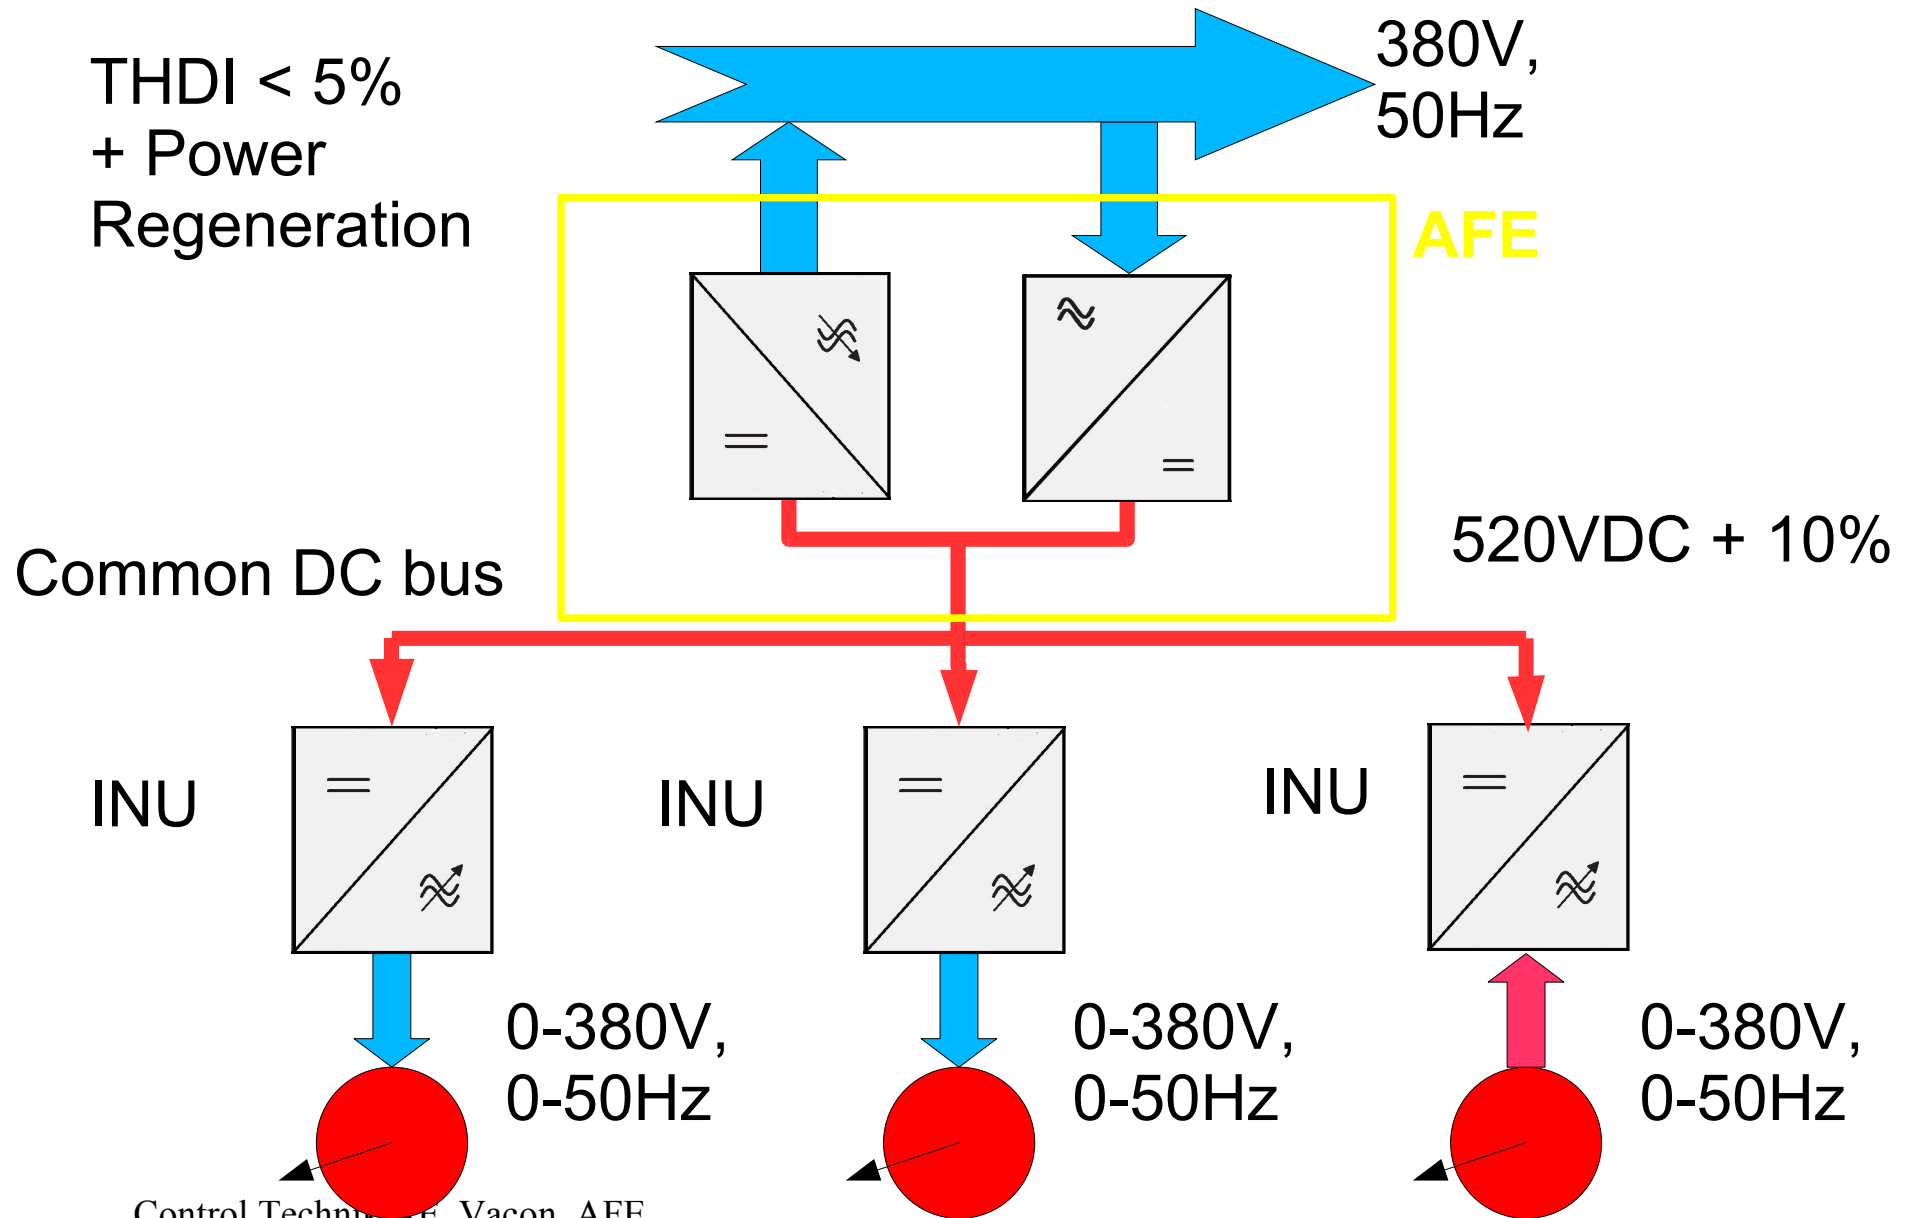 THDI < 5%
+ Power
Regeneration
380V,
50Hz
AFE
Common DC bus
520VDC + 10%
INU
INU
INU
0-380V,
0-50Hz
0-380V,
0-50Hz
0-380V,
0-50Hz
Control Vacon, AFE